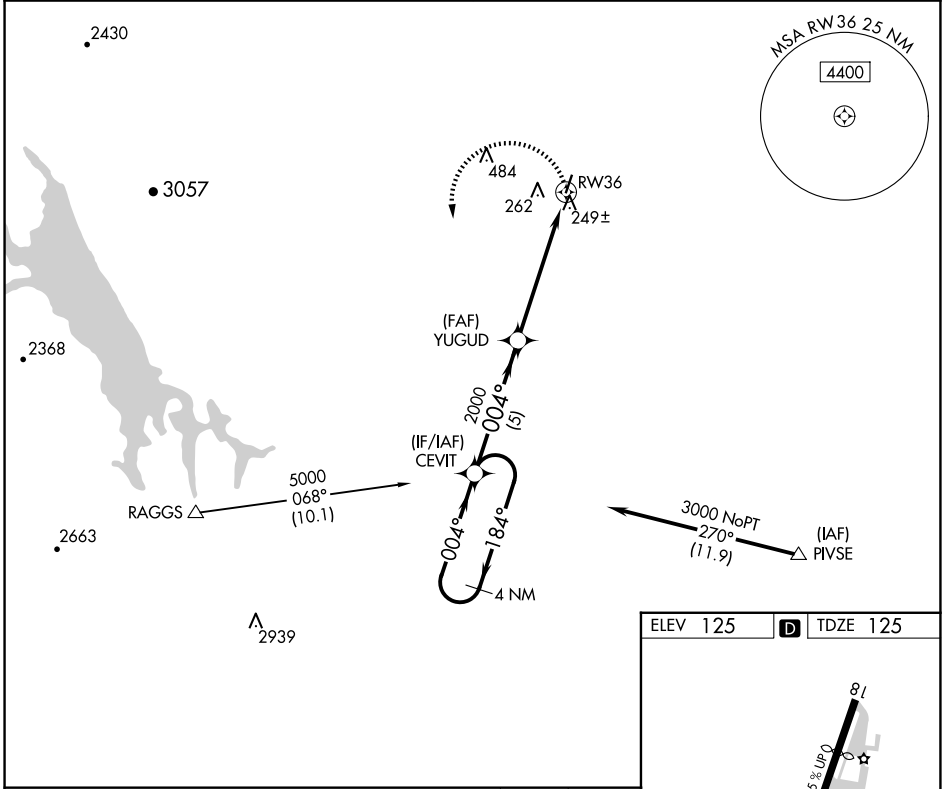 2430
MSA RW36 25 NM
4400
3057
484
262
RW36
249±
(FAF)
YUGUD
2368
2000
004°
(5)
(IF/IAF)
CEVIT
5000
068°
(10.1)
RAGGS
3000 NoPT
270°
(11.9)
(IAF)
PIVSE
2663
004°
184°
4 NM
2939
ELEV 125
D
TDZE 125
18
5% UP